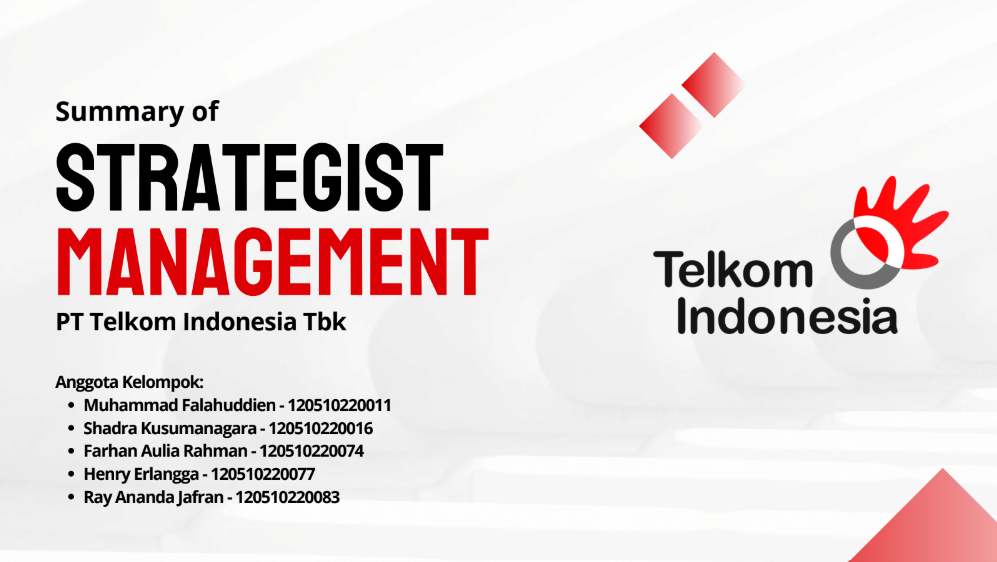 Summary of
STRATEGIST
MANAGEMENT
PT Telkom Indonesia Tbk
Anggota Kelompok:
• Muhammad Falahuddien - 120510220011
• Shadra Kusumanagara - 120510220016
• Farhan Aulia Rahman - 120510220074
• Henry Erlangga - 120510220077
• Ray Ananda Jafran - 120510220083
Telkom
Indonesia